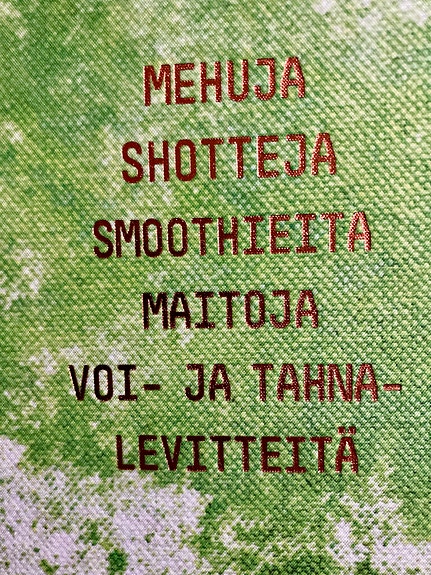 MEHUJA
SHOTTEJA
SMOOTHIEITA
MAITOJA
VOI- JA TAHNA-
LEVITTEITÄ